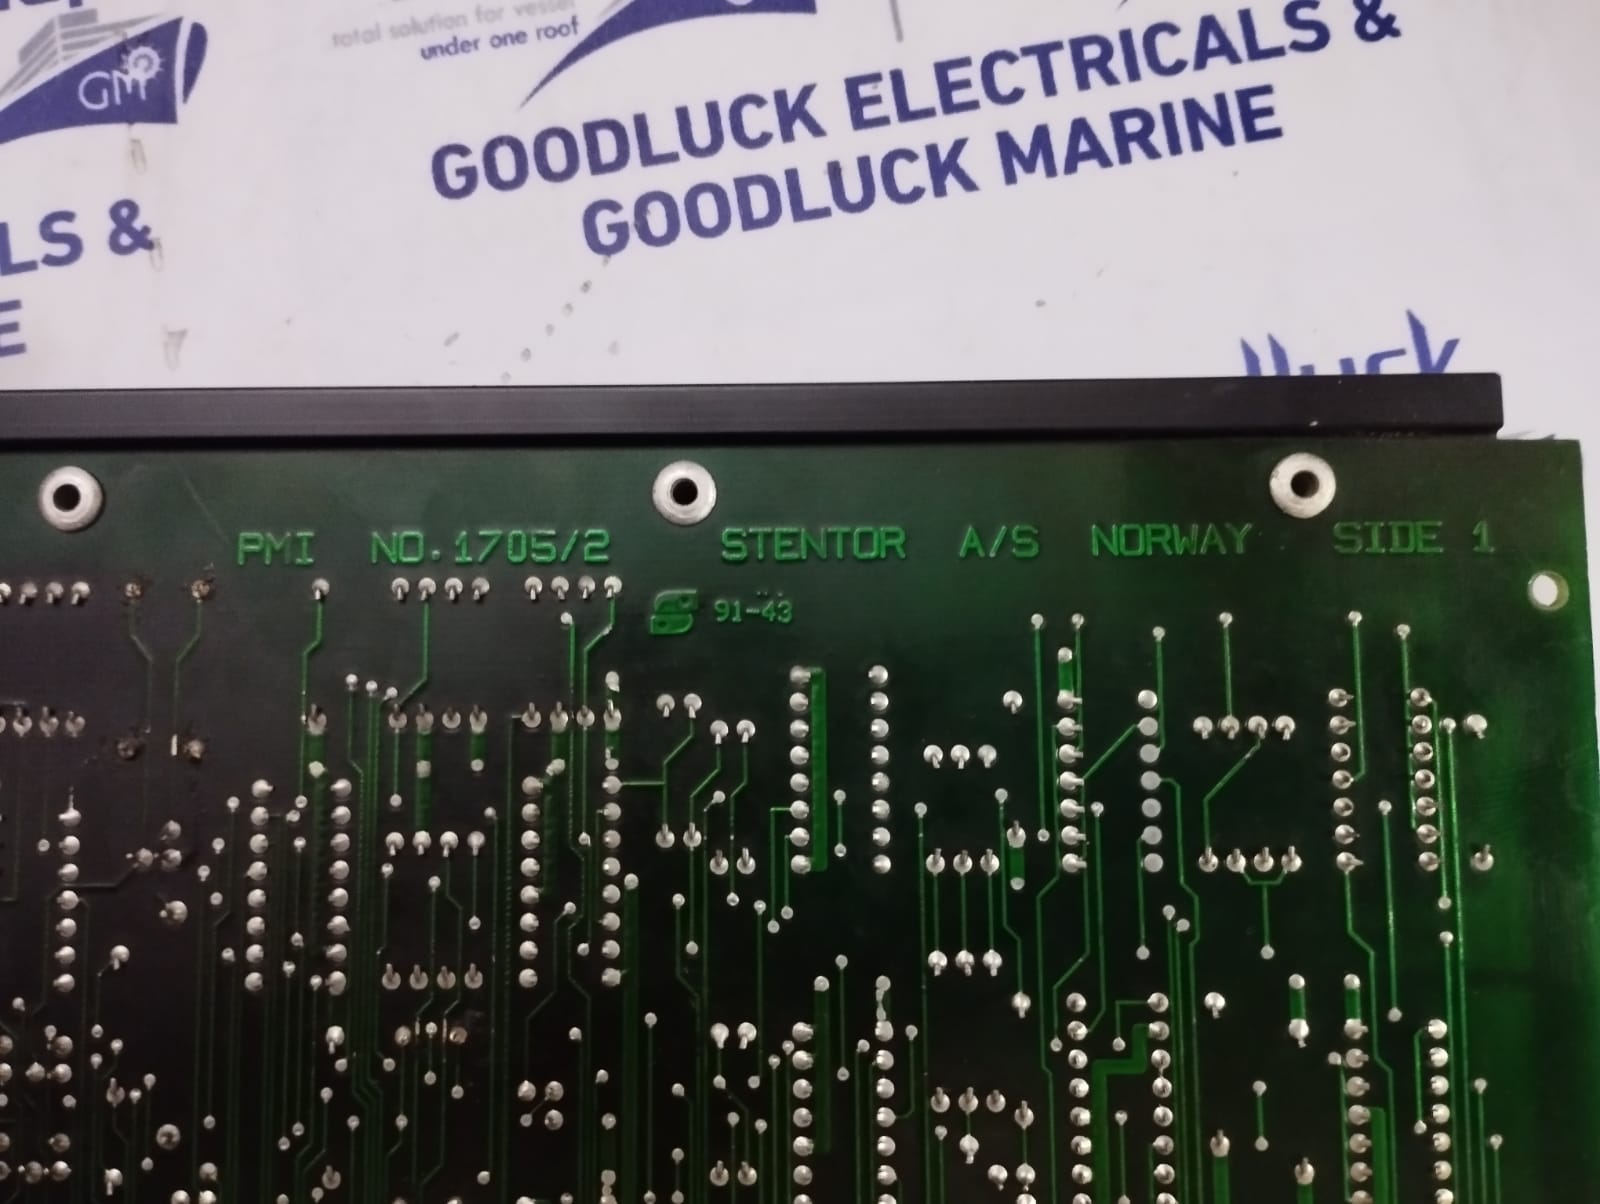 total solution for vessel
under one roof
GM
GOODLUCK ELECTRICALS &
GOODLUCK MARINE
LS &
E
PMI NO.1705/2 STENTOR A/S NORWAY SIDE 1
S 91-43